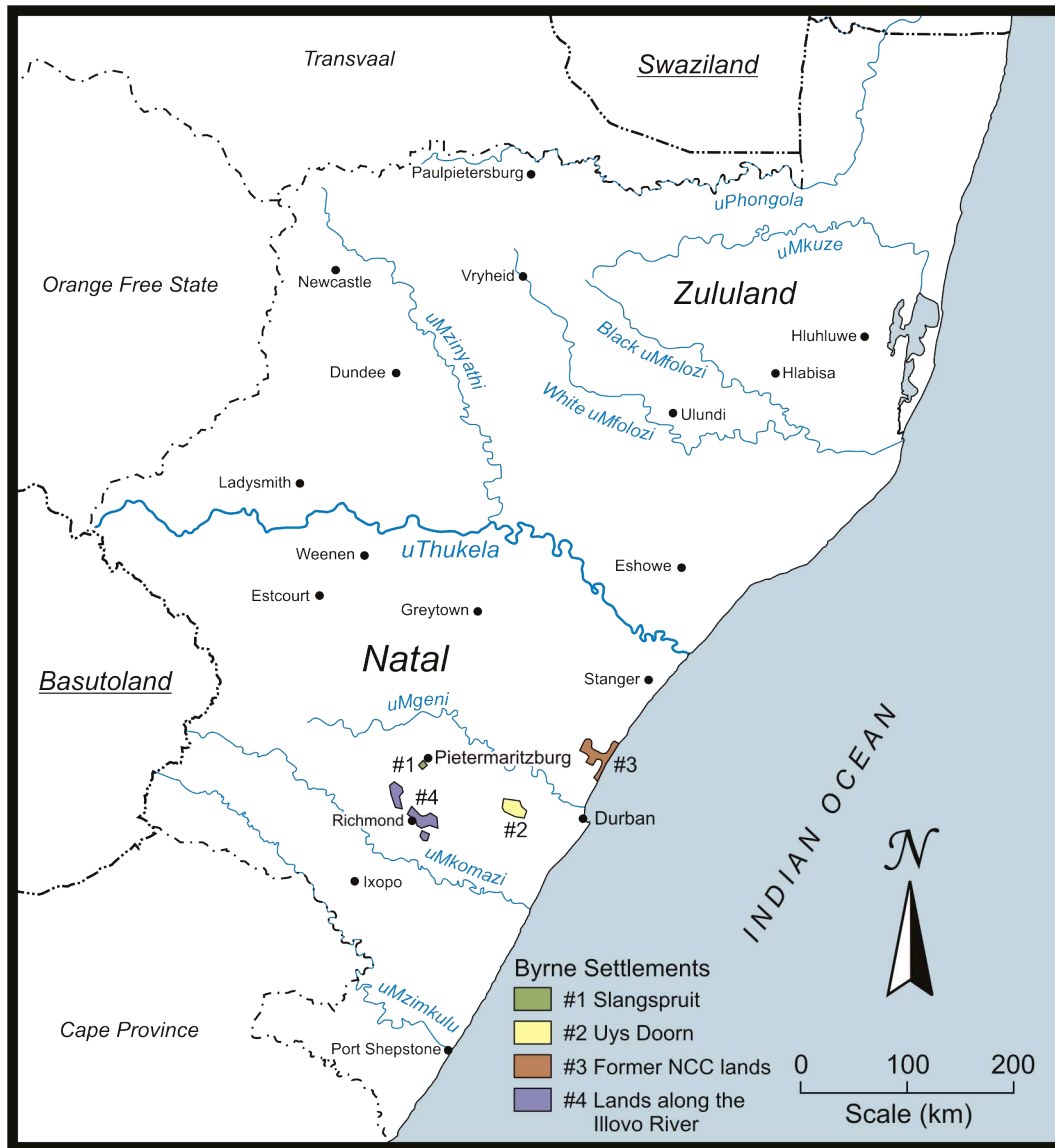 Transvaal
Swaziland
Paulpietersburg
uPhongola
uMkuze
Orange Free State
Newcastle
Vryheid
Zululand
uMzinyathi
Black uMfolozi
Hluhluwe
Dundee
Hlabisa
White uMfolozi
Ulundi
Ladysmith
uThukela
Weenen
Eshowe
Estcourt
Greytown
Natal
Basutoland
Stanger
uMgeni
#1
Pietermaritzburg
#3
#4
Richmond
#2
Durban
INDIAN OCEAN
N
uMkomazi
Ixopo
uMzimkulu
Cape Province
Port Shepstone
Byrne Settlements
#1 Slangspruit
#2 Uys Doorn
#3 Former NCC lands
#4 Lands along the
Illovo River
0 100 200
Scale (km)